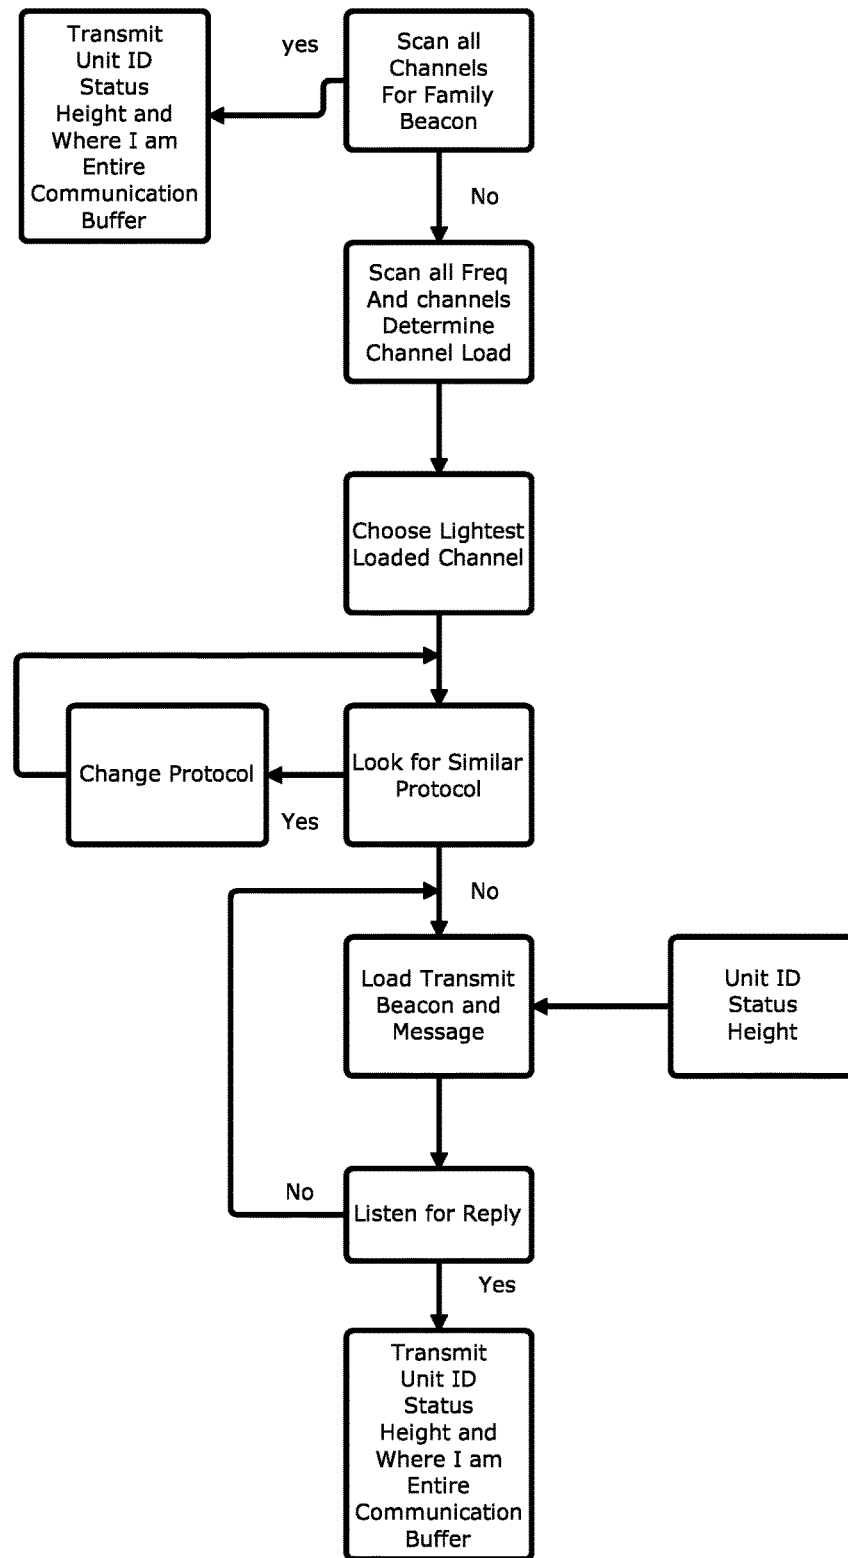 Transmit
Unit ID
Status
Height and
Where I am
Entire
Communication
Buffer
yes
Scan all
Channels
For Family
Beacon
No
Scan all Freq
And channels
Determine
Channel Load
Choose Lightest
Loaded Channel
Change Protocol
Yes
Look for Similar
Protocol
No
Load Transmit
Beacon and
Message
Unit ID
Status
Height
No
Listen for Reply
Yes
Transmit
Unit ID
Status
Height and
Where I am
Entire
Communication
Buffer